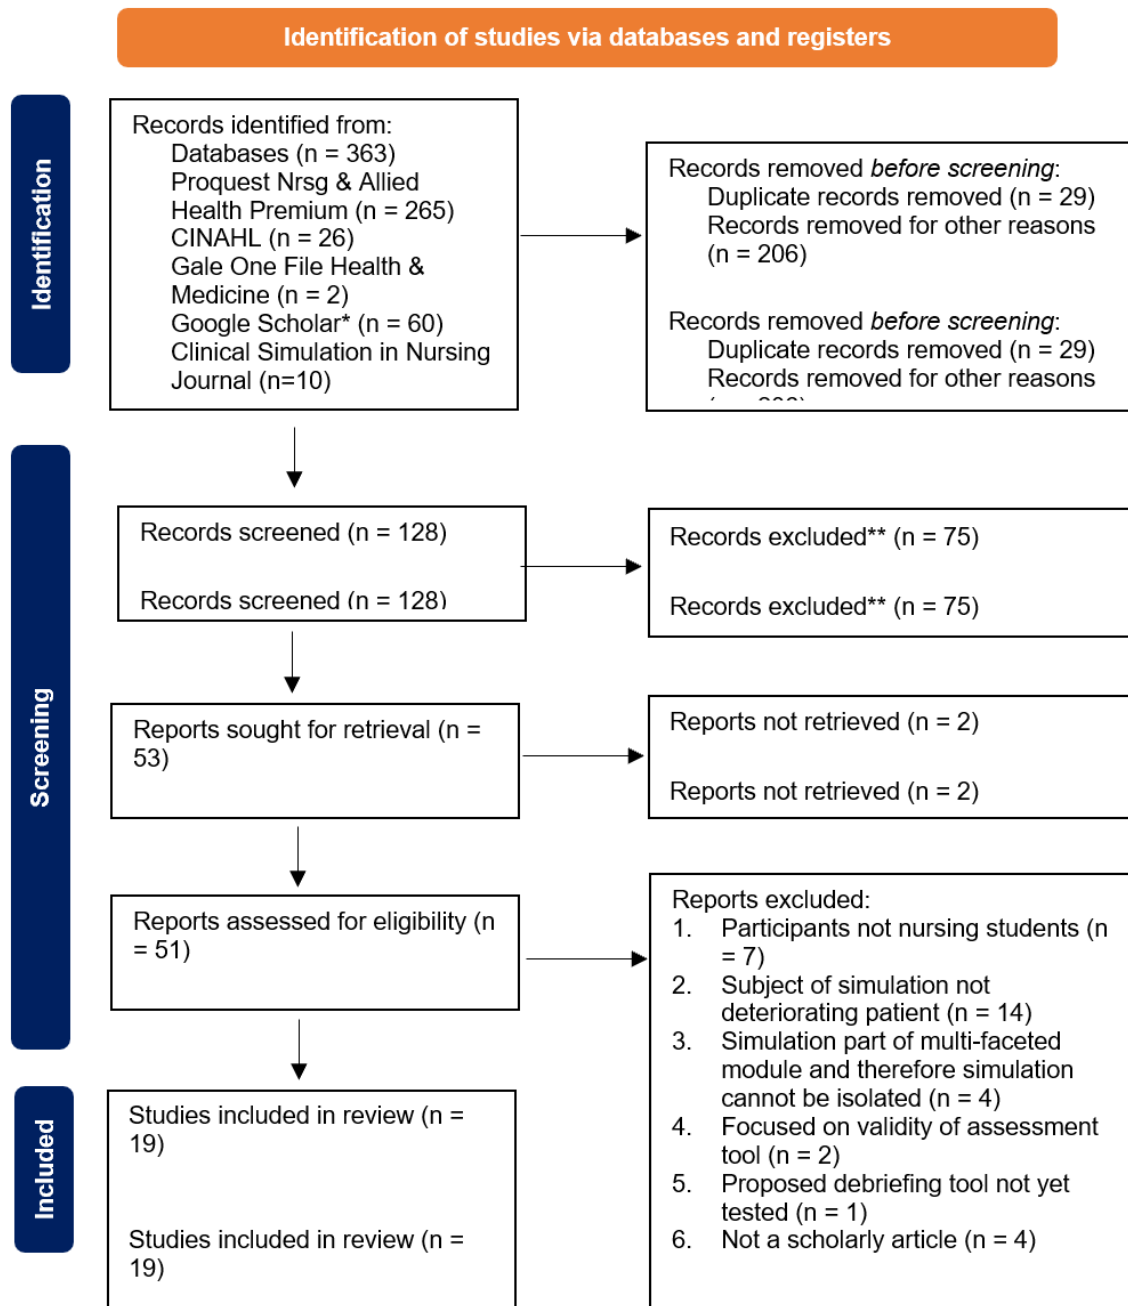 Identification of studies via databases and registers
Identification
Records identified from:
Databases (n = 363)
Proquest Nrsg & Allied
Health Premium (n = 265)
CINAHL (n = 26)
Gale One File Health &
Medicine (n = 2)
Google Scholar* (n = 60)
Clinical Simulation in Nursing
Journal (n=10)
Records removed before screening:
Duplicate records removed (n = 29)
Records removed for other reasons
(n = 206)
Records removed before screening:
Duplicate records removed (n = 29)
Records removed for other reasons
Screening
Records screened (n = 128)
Records screened (n = 128)
Records excluded** (n = 75)
Records excluded** (n = 75)
Reports sought for retrieval (n =
53)
Reports not retrieved (n = 2)
Reports not retrieved (n = 2)
Reports assessed for eligibility (n
= 51)
Reports excluded:
1. Participants not nursing students (n
= 7)
2. Subject of simulation not
deteriorating patient (n = 14)
3. Simulation part of multi-faceted
module and therefore simulation
cannot be isolated (n = 4)
4. Focused on validity of assessment
tool (n = 2)
5. Proposed debriefing tool not yet
tested (n = 1)
6. Not a scholarly article (n = 4)
Included
Studies included in review (n =
19)
Studies included in review (n =
19)